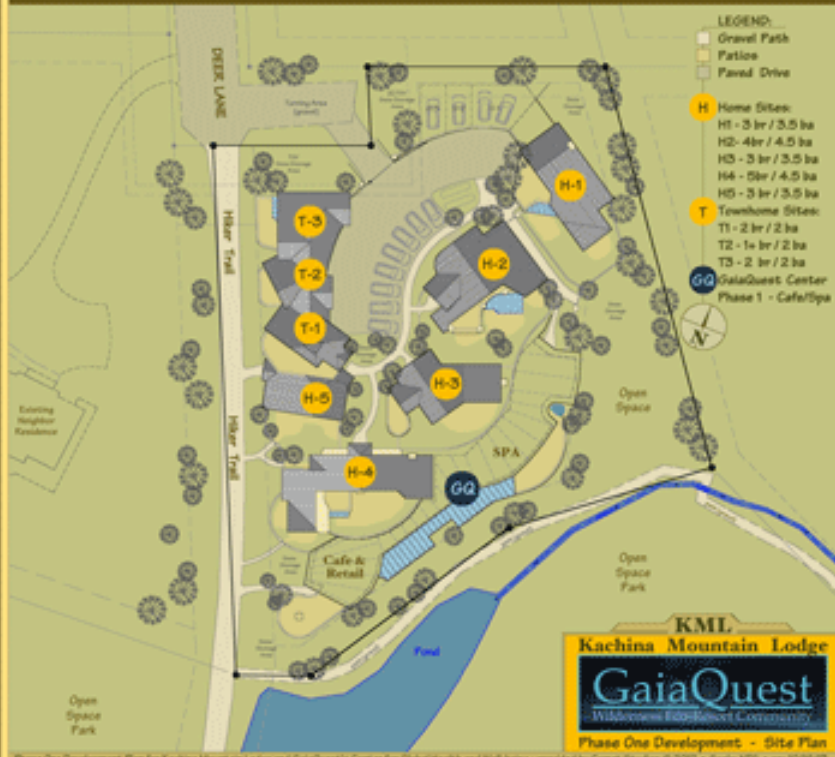 DEER LANE
Turning Area
(gravel)
LEGEND:
Gravel Path
Patios
Paved Drive
H Home Sites:
H1 - 3 br / 3.5 ba
H2 - 4br / 4.5 ba
H3 - 3 br / 3.5 ba
H4 - 5br / 4.5 ba
H5 - 3 br / 3.5 ba
T Townhome Sites:
T1 - 2 br / 2 ba
T2 - 1+ br / 2 ba
T3 - 2 br / 2 ba
GQ GaiaQuest Center
Phase 1 - Cafe/Spa
N
H-1
T-3
Hiker Trail
H-2
T-2
T-1
H-3
H-5
Open
Space
Existing
Neighbor
Residence
Hiker Trail
SPA
H-4
GQ
Cafe &
Retail
Open
Space
Park
Pond
Open
Space
Park
KML
Kachina Mountain Lodge
GaiaQuest
Wilderness Eco-Resort Community
Phase One Development - Site Plan